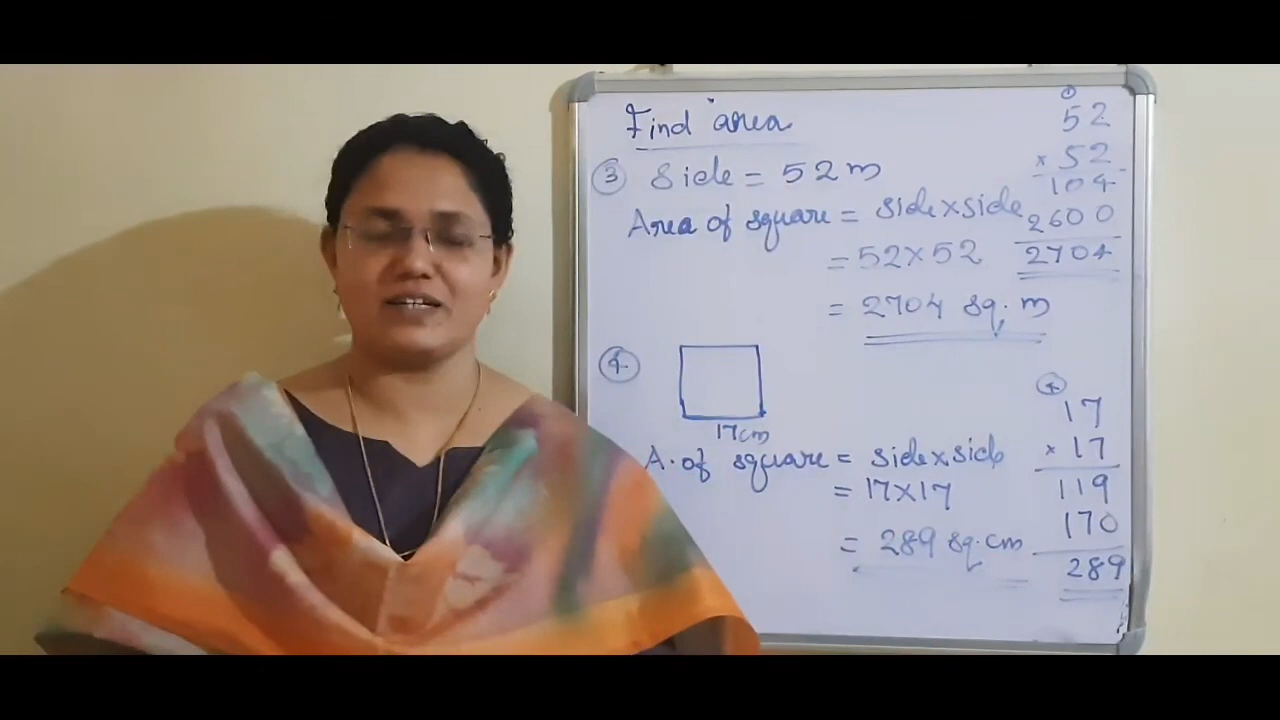 Find area
③ Side = 52 m
Area of square = side×side
= 52×52
= 2704 sq. m
①
52
× 52
104
2600
2704
④
17cm
A. of square = side×side
= 17×17
= 289 sq. cm
④
17
× 17
119
170
289